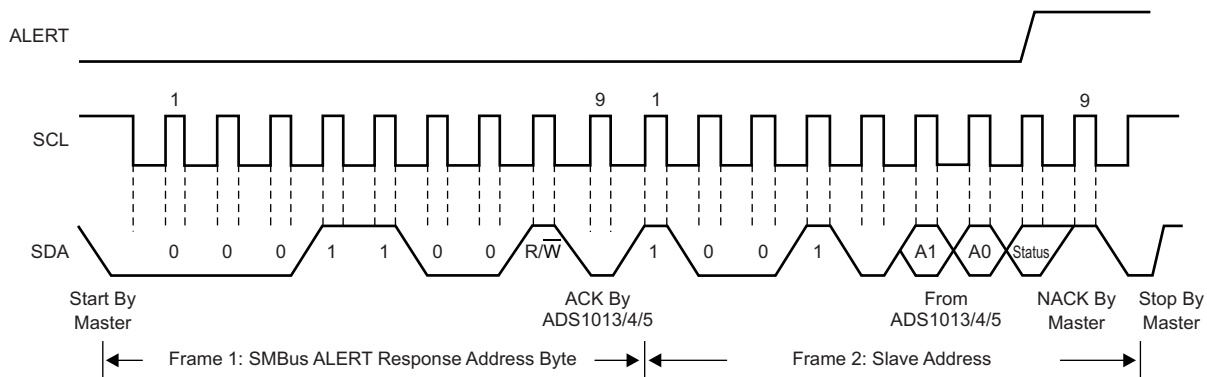 ALERT
1 9 1 9
SCL
SDA
0 0 0 1 1 0 0 R/W 1 0 0 1 A1 A0 Status
Start By
Master
ACK By
ADS1013/4/5
From
ADS1013/4/5
NACK By
Master
Stop By
Master
Frame 1: SMBus ALERT Response Address Byte
Frame 2: Slave Address